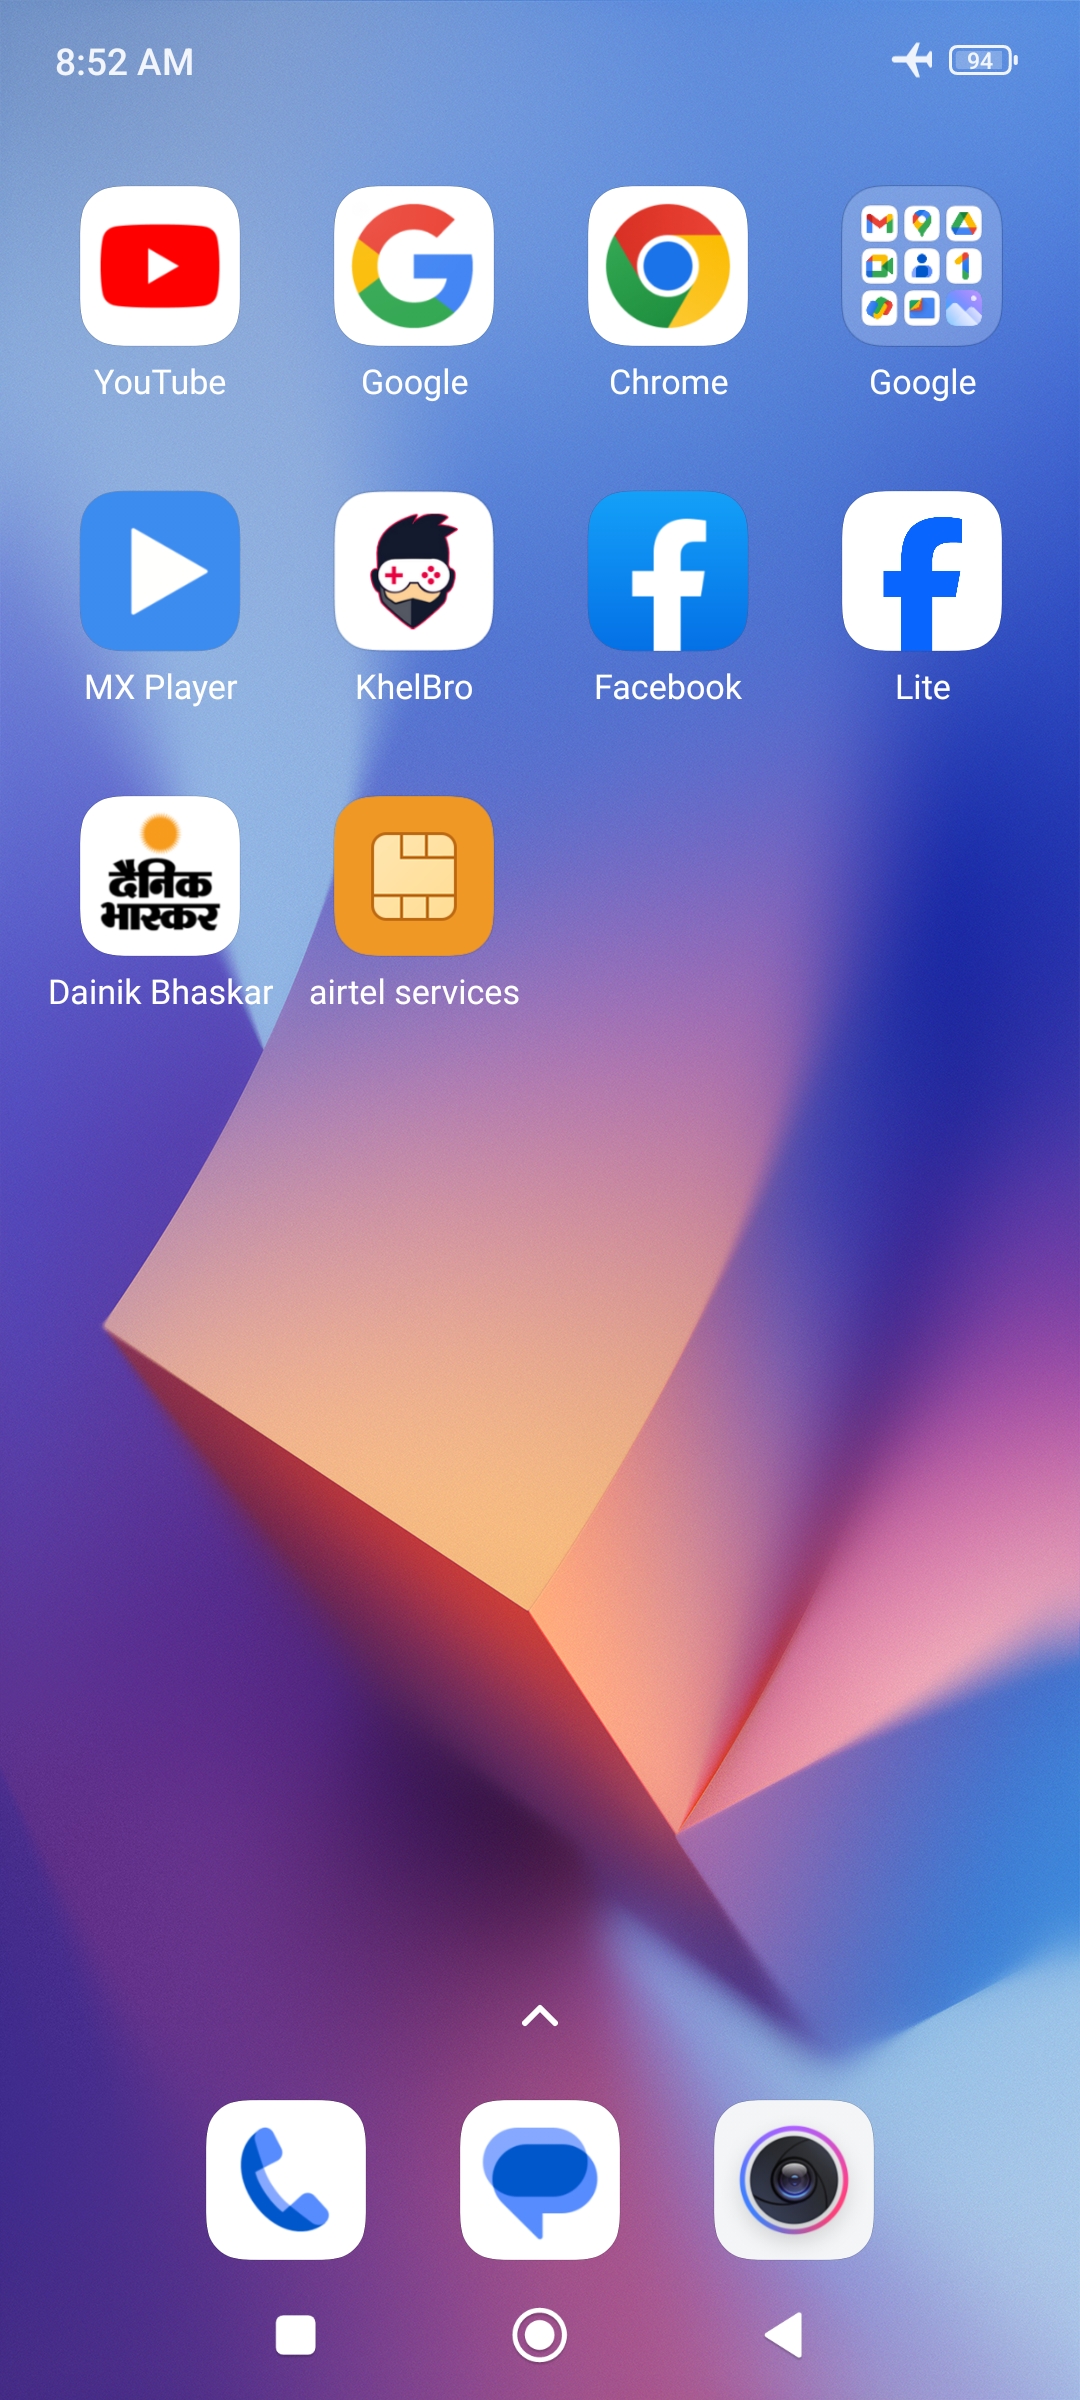 8:52 AM
94
YouTube
Google
Chrome
Google
MX Player
KhelBro
Facebook
Lite
दैनिक
भास्कर
Dainik Bhaskar
airtel services